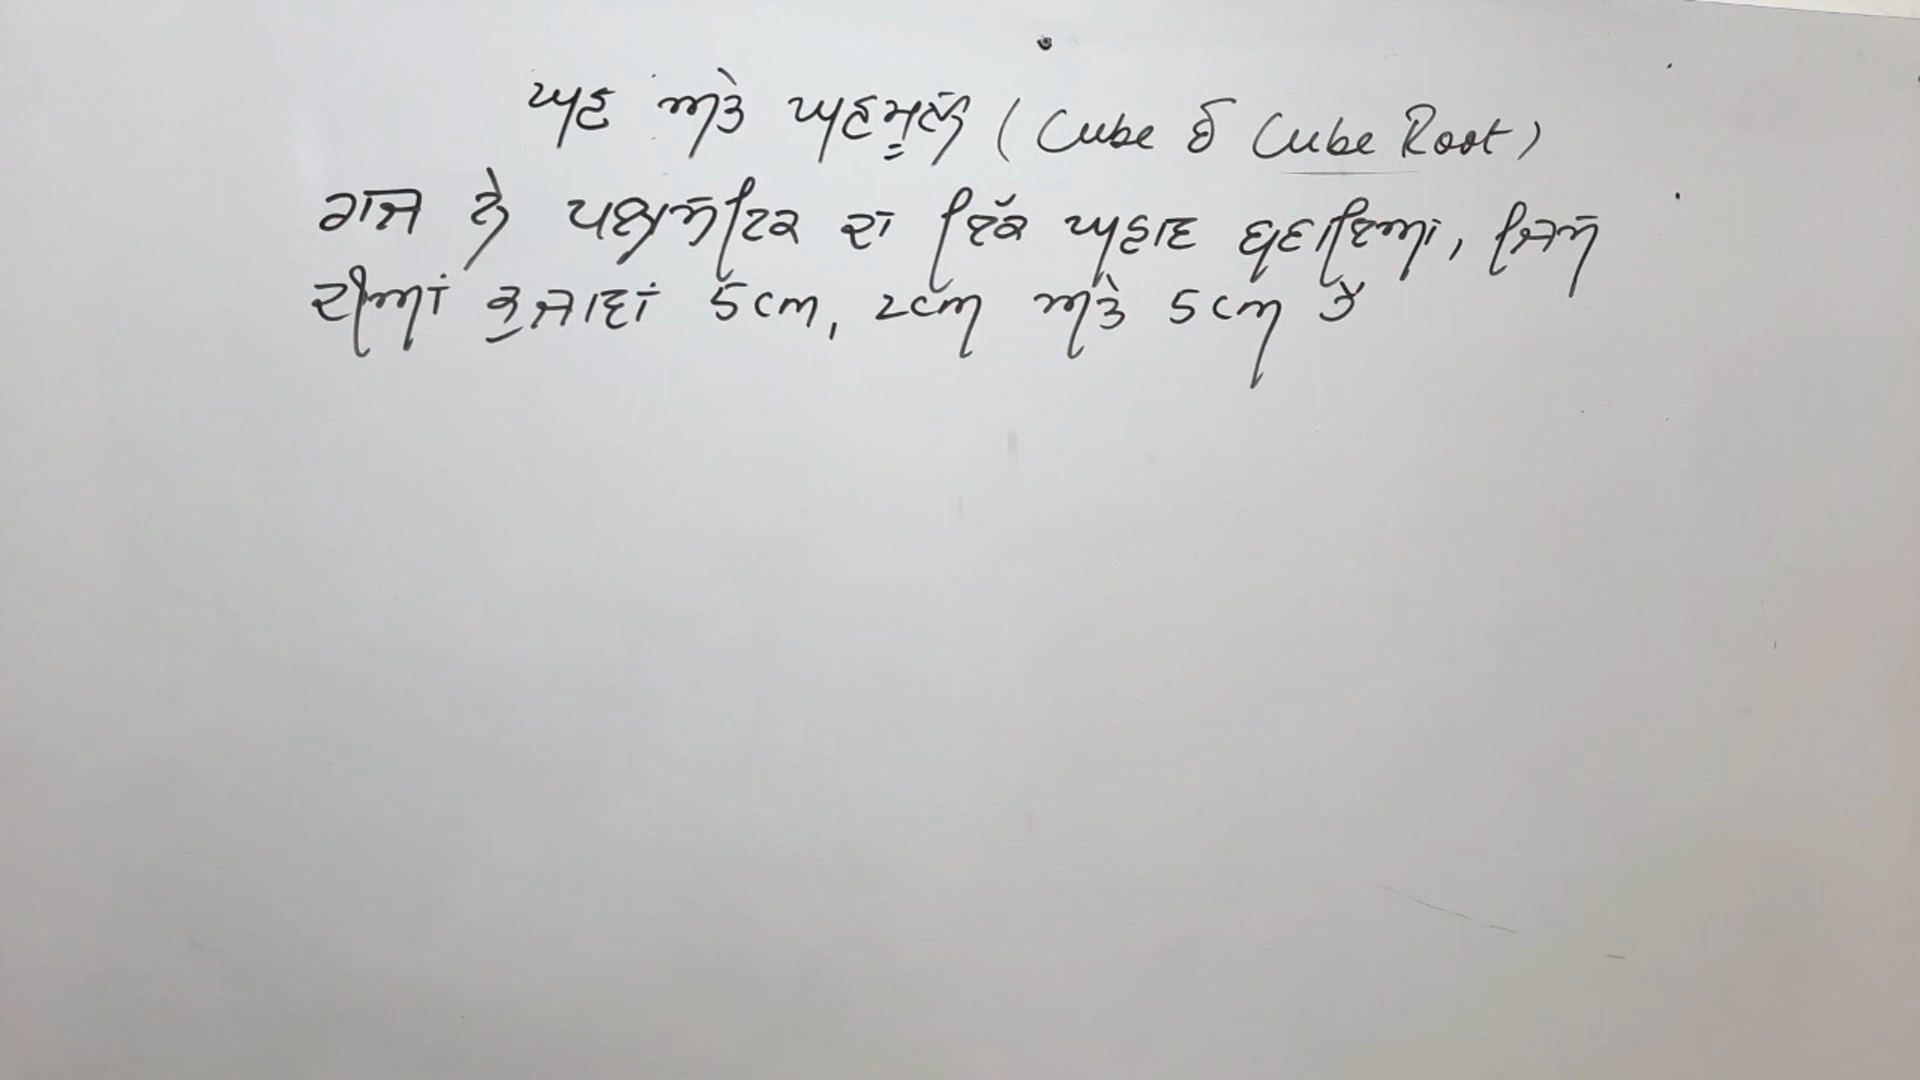 ਘਣ ਅਤੇ ਘਣਮੂਲ (Cube & Cube Root)
ਰਾਜ ਨੇ ਪਲਾਸਟਿਕ ਦਾ ਇੱਕ ਘਣਾਵ ਬਣਾਇਆ, ਜਿਸ
ਦੀਆਂ ਭੁਜਾਵਾਂ 5cm, 2cm ਅਤੇ 5cm ਤੇ